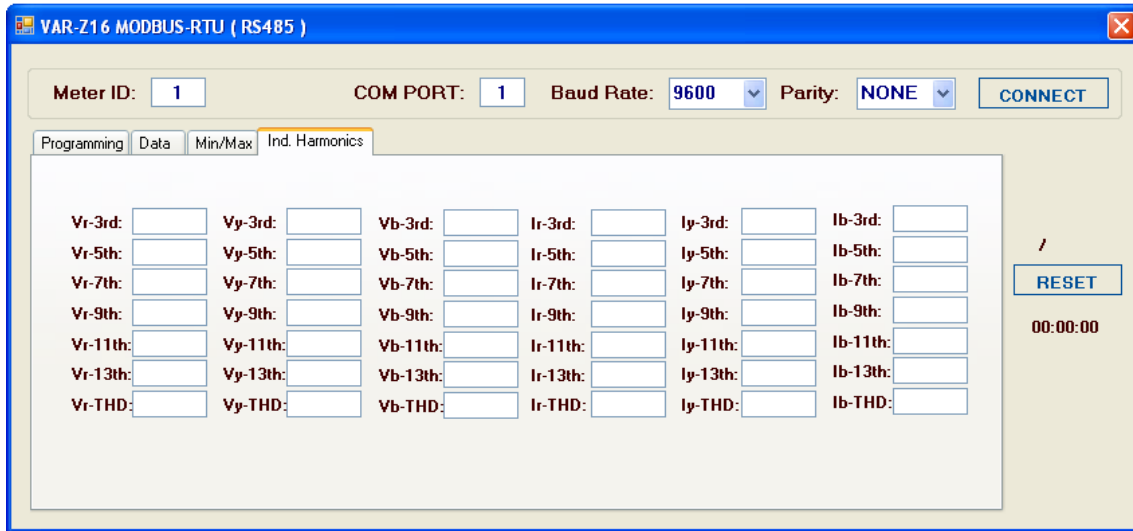 VAR-Z16 MODBUS-RTU ( RS485 )
Meter ID: 1 COM PORT: 1 Baud Rate: 9600 Parity: NONE CONNECT
Programming Data Min/Max Ind. Harmonics
Vr-3rd: Vy-3rd: Vb-3rd: Ir-3rd: Iy-3rd: Ib-3rd:
Vr-5th: Vy-5th: Vb-5th: Ir-5th: Iy-5th: Ib-5th: /
Vr-7th: Vy-7th: Vb-7th: Ir-7th: Iy-7th: Ib-7th: RESET
Vr-9th: Vy-9th: Vb-9th: Ir-9th: Iy-9th: Ib-9th: 00:00:00
Vr-11th: Vy-11th: Vb-11th: Ir-11th: Iy-11th: Ib-11th:
Vr-13th: Vy-13th: Vb-13th: Ir-13th: Iy-13th: Ib-13th:
Vr-THD: Vy-THD: Vb-THD: Ir-THD: Iy-THD: Ib-THD: